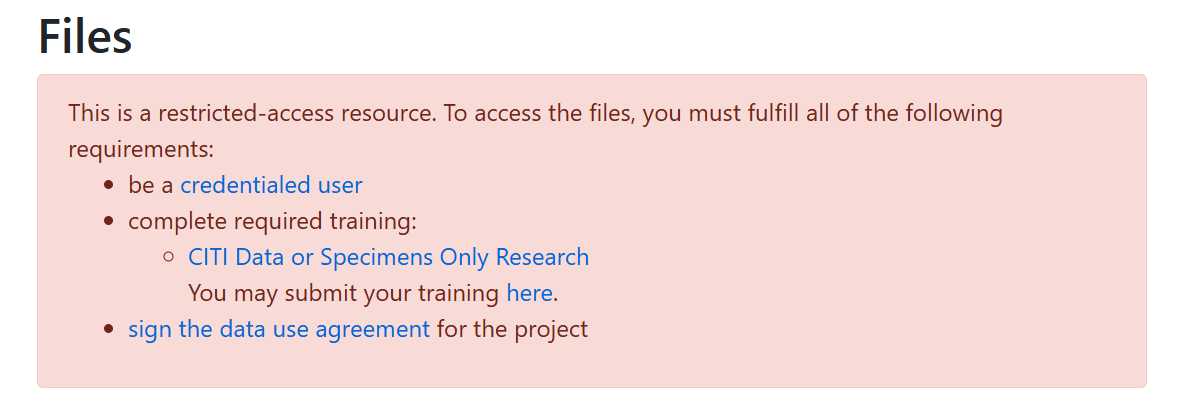 Files
This is a restricted-access resource. To access the files, you must fulfill all of the following
requirements:
be a credentialed user
complete required training:
CITI Data or Specimens Only Research
You may submit your training here.
sign the data use agreement for the project